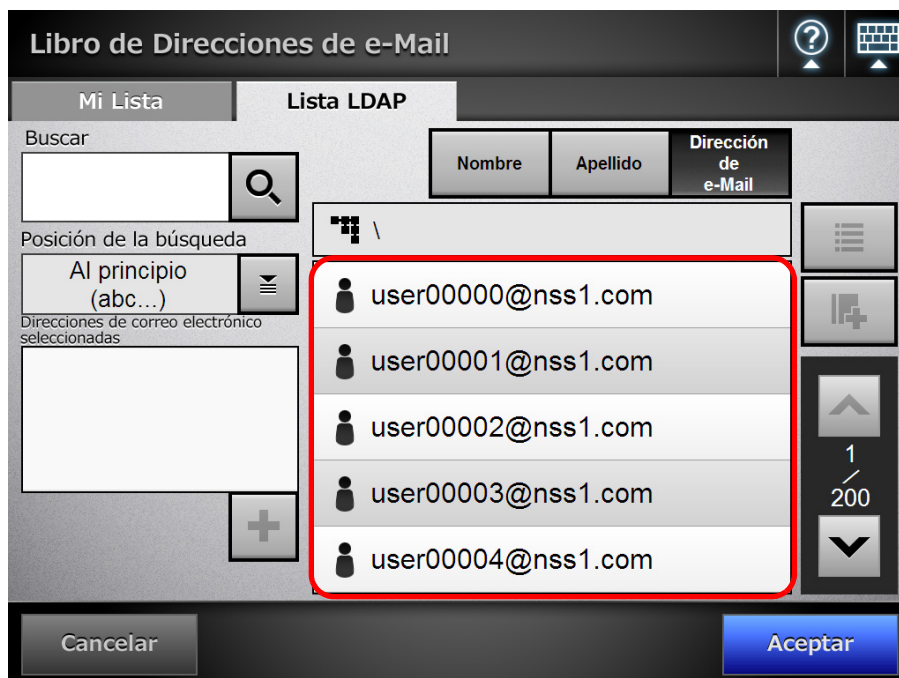 Libro de Direcciones de e-Mail
?
Mi Lista
Lista LDAP
Buscar
Nombre
Apellido
Dirección
de
e-Mail
\
Posición de la búsqueda
Al principio
(abc...)
Direcciones de correo electrónico
seleccionadas
user00000@nss1.com
user00001@nss1.com
user00002@nss1.com
user00003@nss1.com
user00004@nss1.com
1
/
200
Cancelar
Aceptar